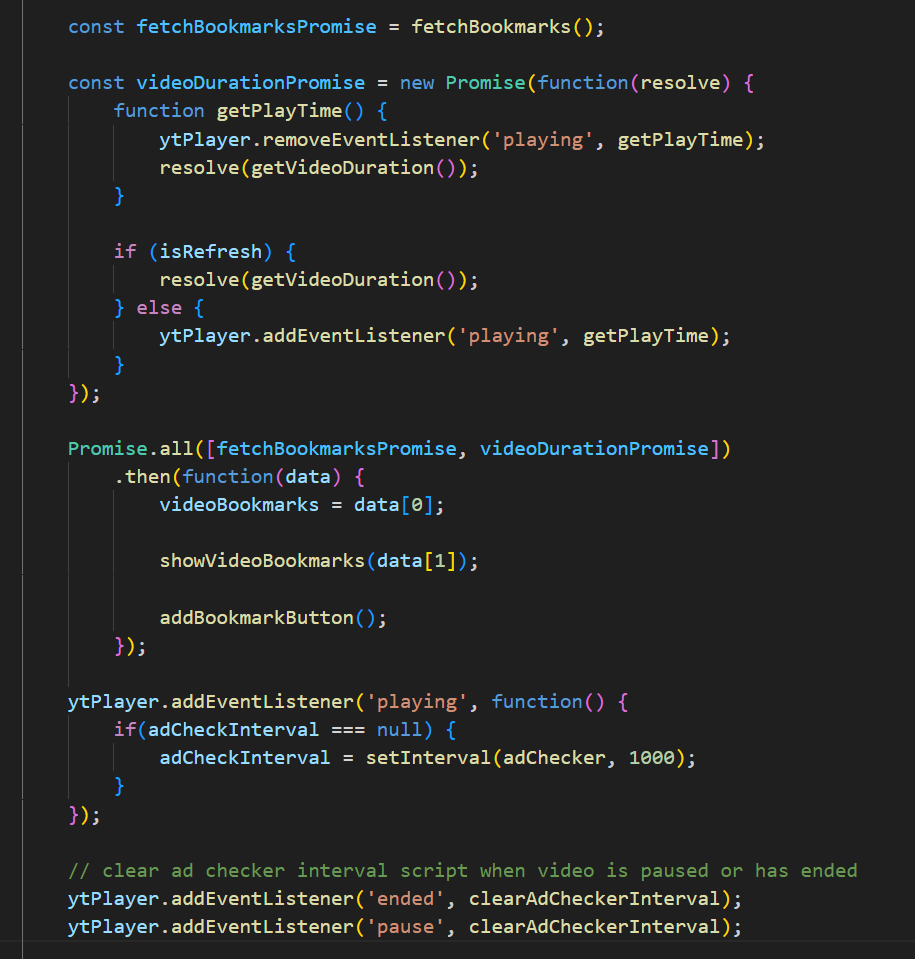 const fetchBookmarksPromise = fetchBookmarks();
const videoDurationPromise = new Promise(function(resolve) {
function getPlayTime() {
ytPlayer.removeEventListener('playing', getPlayTime);
resolve(getVideoDuration());
}
if (isRefresh) {
resolve(getVideoDuration());
} else {
ytPlayer.addEventListener('playing', getPlayTime);
}
});
Promise.all([fetchBookmarksPromise, videoDurationPromise])
.then(function(data) {
videoBookmarks = data[0];
showVideoBookmarks(data[1]);
addBookmarkButton();
});
ytPlayer.addEventListener('playing', function() {
if(adCheckInterval === null) {
adCheckInterval = setInterval(adChecker, 1000);
}
});
// clear ad checker interval script when video is paused or has ended
ytPlayer.addEventListener('ended', clearAdCheckerInterval);
ytPlayer.addEventListener('pause', clearAdCheckerInterval);